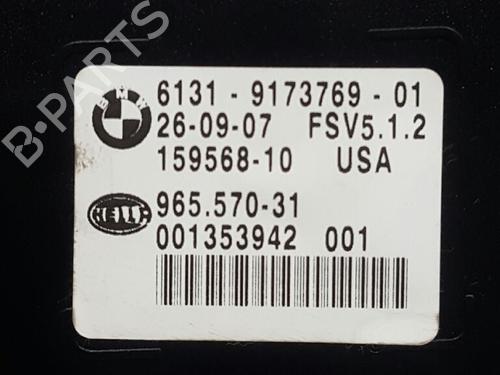 B-PARTS
BMW
6131 - 9173769 - 01
26-09-07 FSV5.1.2
159568-10 USA
HELLA
965.570-31
001353942 001